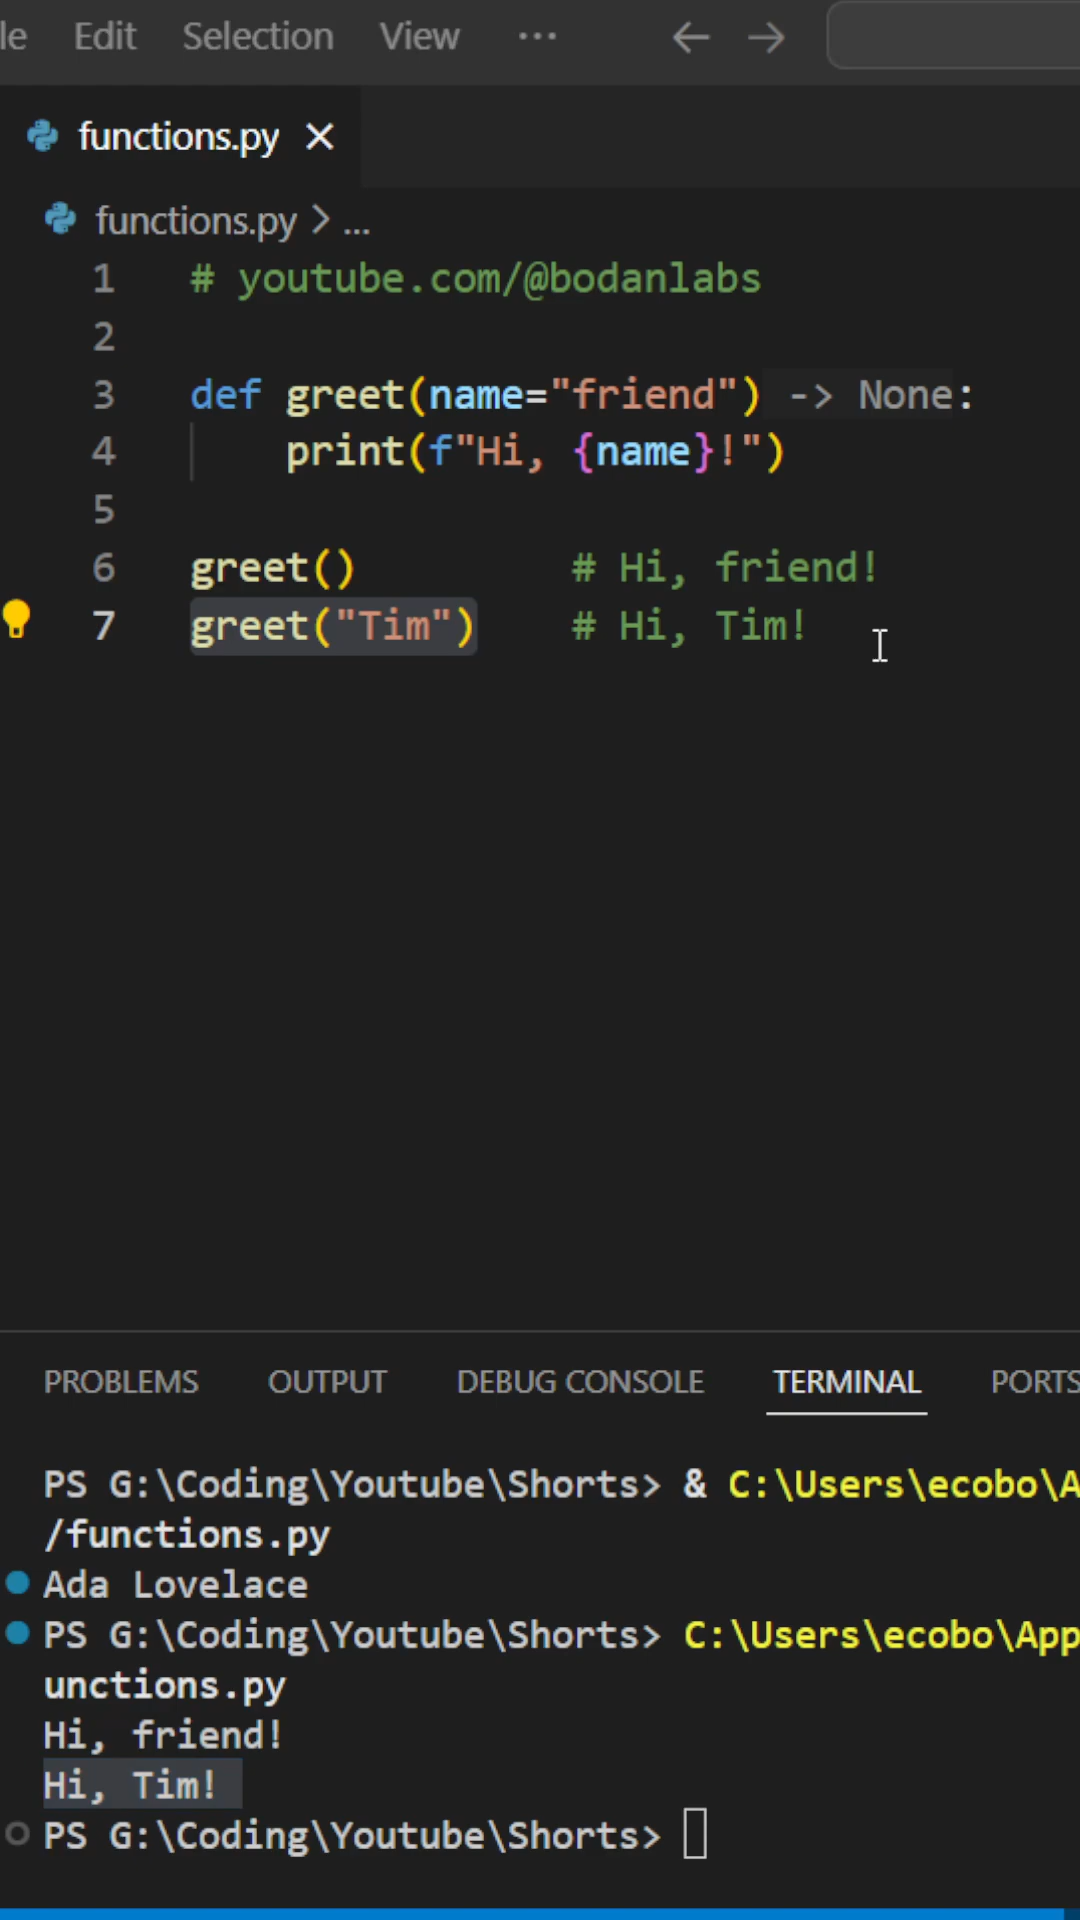 le Edit Selection View ...
functions.py
functions.py > ...
1 # youtube.com/@bodanlabs
2
3 def greet(name="friend") -> None:
4     print(f"Hi, {name}!")
5
6 greet()         # Hi, friend!
7 greet("Tim")    # Hi, Tim!
PROBLEMS OUTPUT DEBUG CONSOLE TERMINAL PORTS
PS G:\Coding\Youtube\Shorts> & C:\Users\ecobo\A
/functions.py
Ada Lovelace
PS G:\Coding\Youtube\Shorts> C:\Users\ecobo\App
unctions.py
Hi, friend!
Hi, Tim!
PS G:\Coding\Youtube\Shorts>